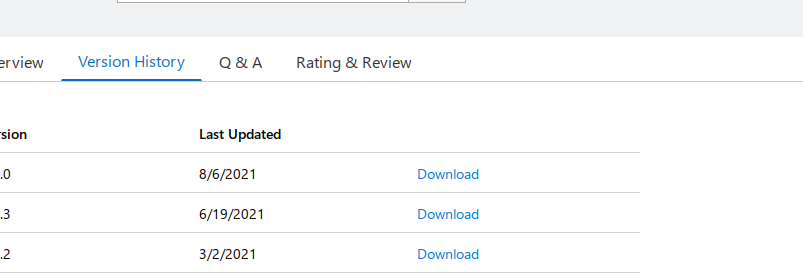 erview Version History Q & A Rating & Review
rsion Last Updated
.0 8/6/2021 Download
.3 6/19/2021 Download
.2 3/2/2021 Download